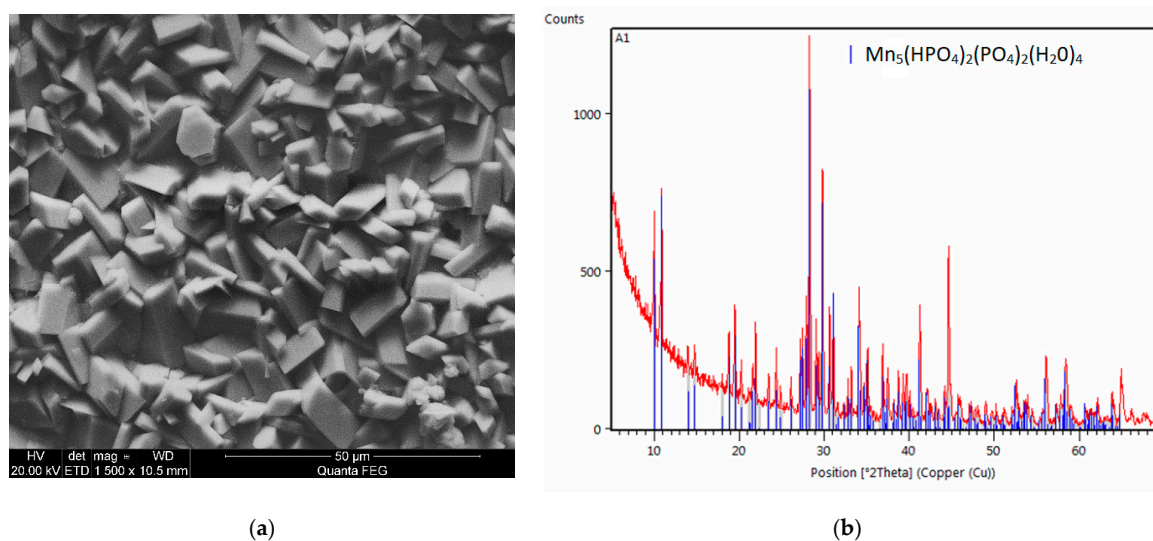 HV det mag ⊞ WD
20.00 kV ETD 1 500 x 10.5 mm
50 µm
Quanta FEG
(a)
Counts
A1
Mn₅(HPO₄)₂(PO₄)₂(H₂0)₄
1000
500
0
10 20 30 40 50 60
Position [°2Theta] (Copper (Cu))
(b)